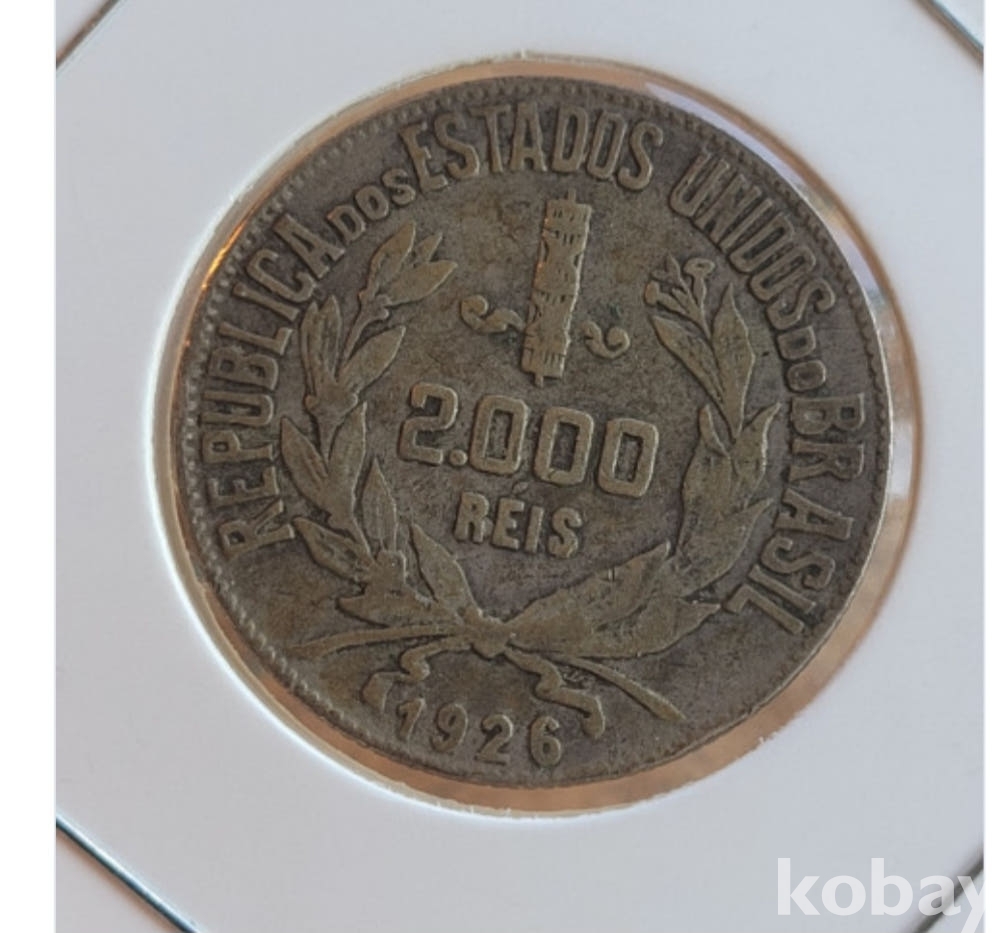 REPUBLICA DOS ESTADOS UNIDOS DO BRASIL
2.000
RÉIS
1926
kobay